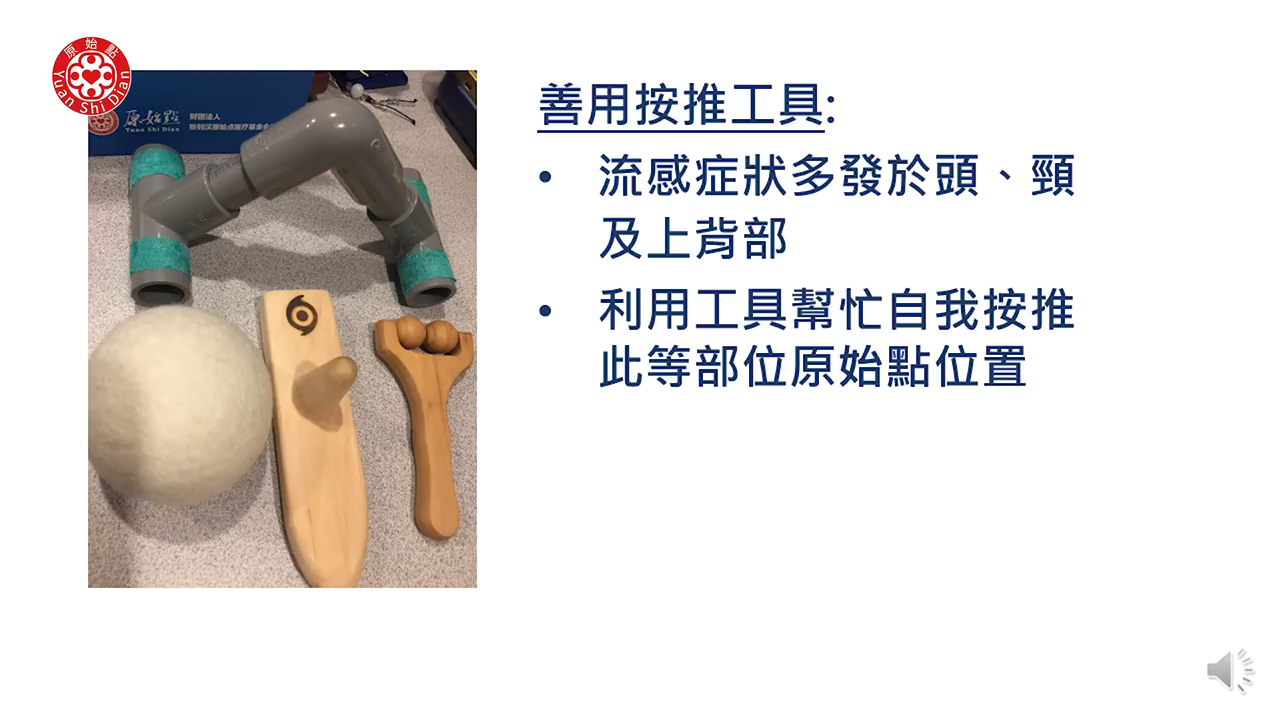 原始點
Yuan Shi Dian
原始點
Yuan Shi Dian
財團法人
善用按推工具:
• 流感症狀多發於頭、頸
及上背部
• 利用工具幫忙自我按推
此等部位原始點位置